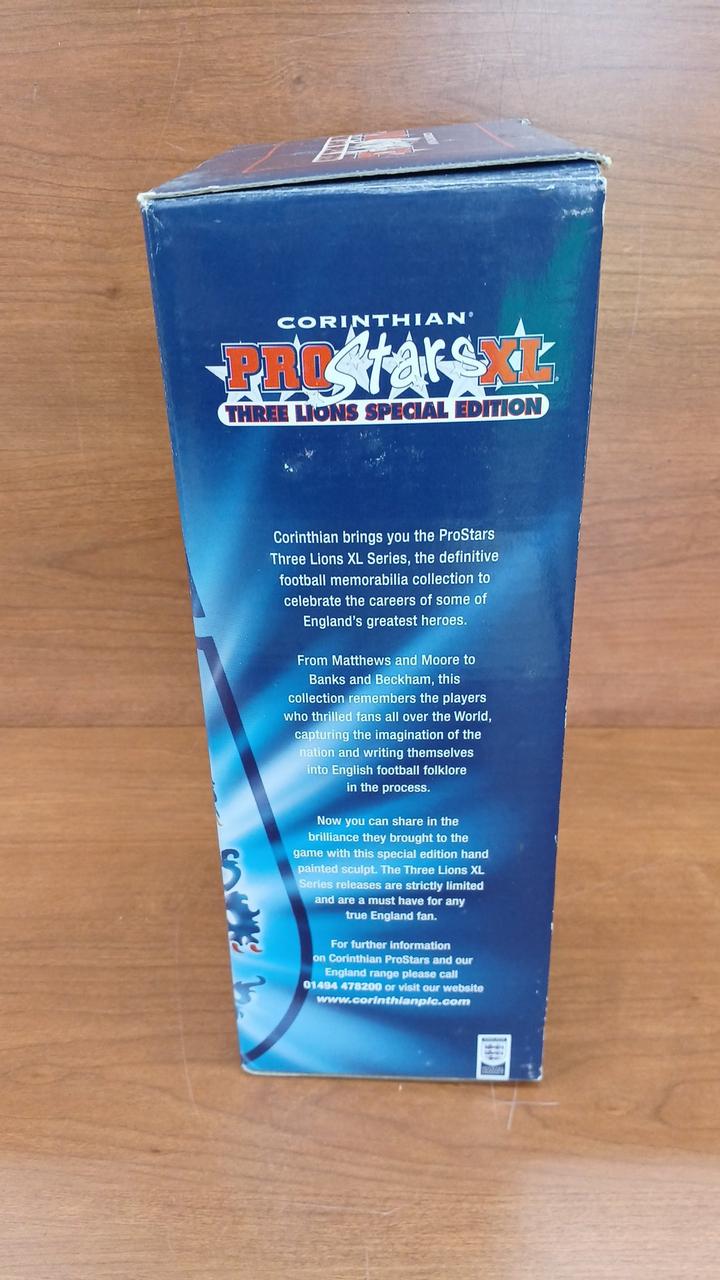 CORINTHIAN®
PROStarsXL
THREE LIONS SPECIAL EDITION
Corinthian brings you the ProStars
Three Lions XL Series, the definitive
football memorabilia collection to
celebrate the careers of some of
England's greatest heroes.
From Matthews and Moore to
Banks and Beckham, this
collection remembers the players
who thrilled fans all over the World,
capturing the imagination of the
nation and writing themselves
into English football folklore
in the process.
Now you can share in the
brilliance they brought to the
game with this special edition hand
painted sculpt. The Three Lions XL
Series releases are strictly limited
and are a must have for any
true England fan.
For further information
on Corinthian ProStars and our
England range please call
01494 478200 or visit our website
www.corinthianplc.com